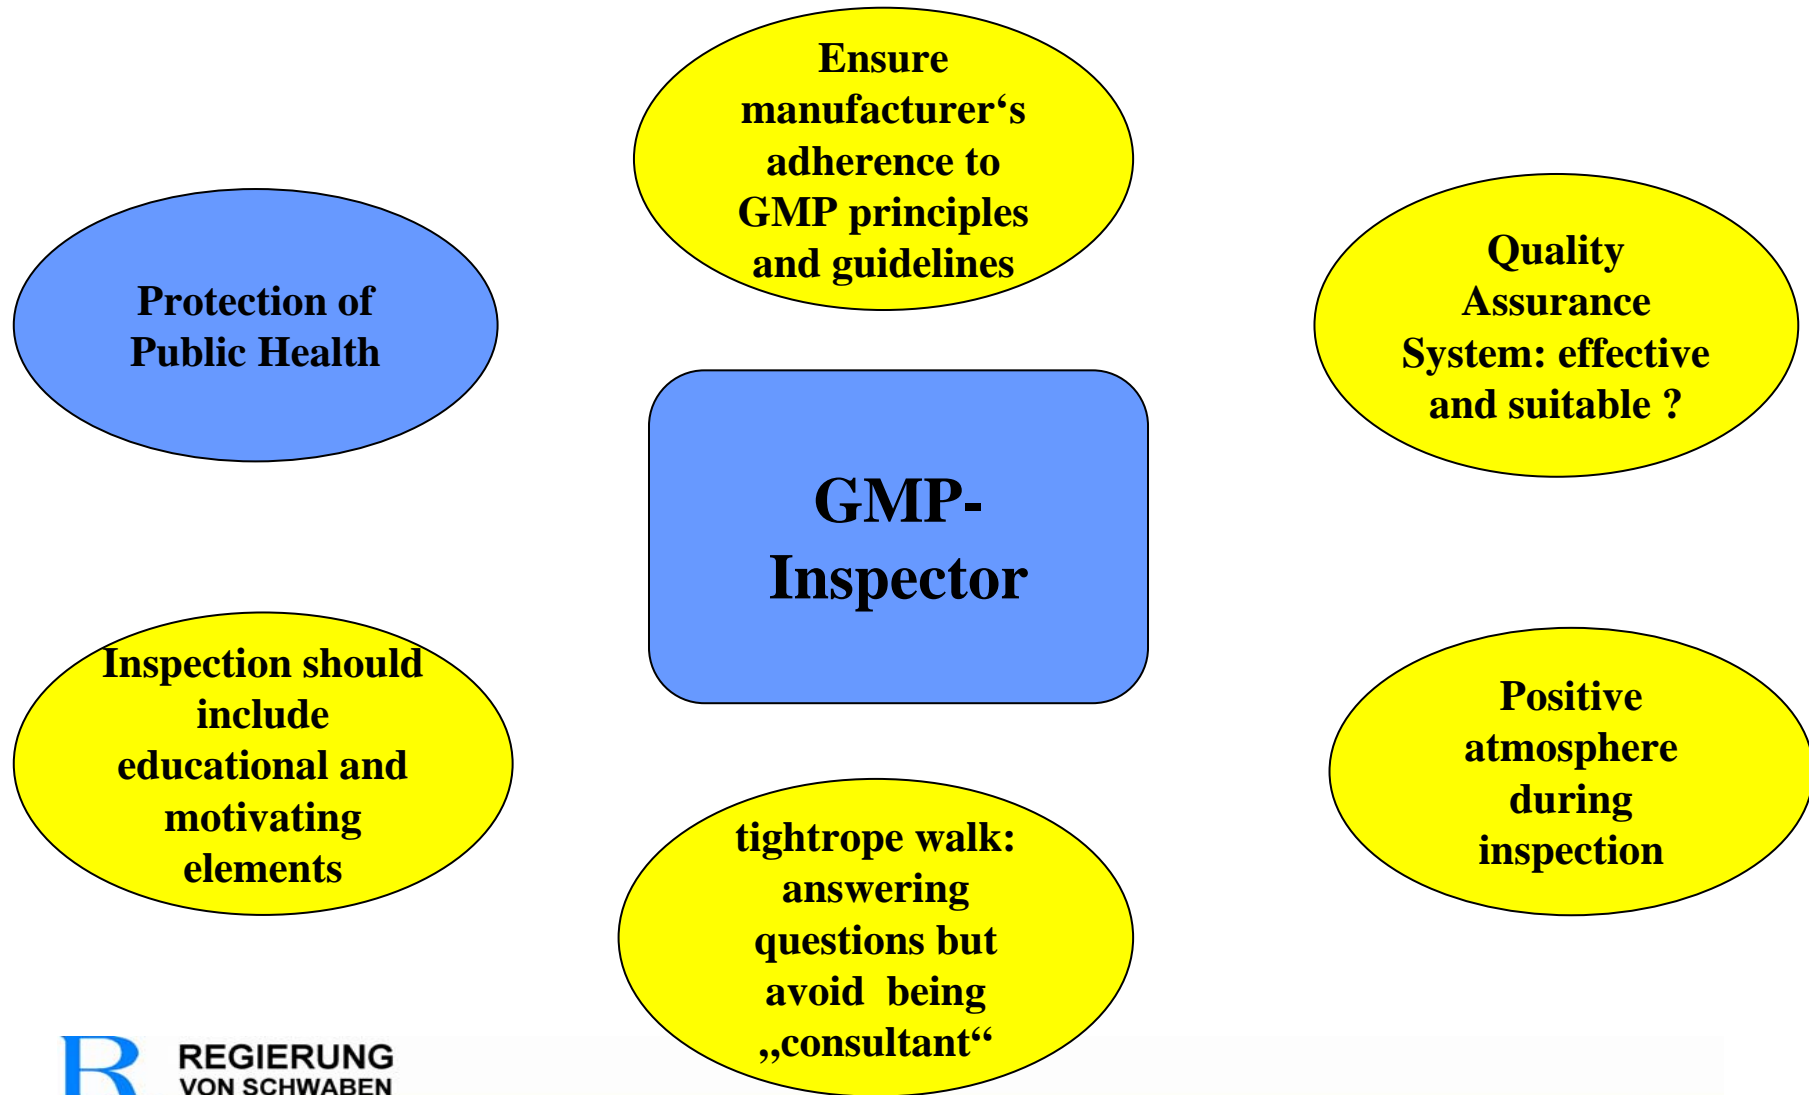 Ensure
manufacturer‘s
adherence to
GMP principles
and guidelines
Protection of
Public Health
Quality
Assurance
System: effective
and suitable ?
GMP-
Inspector
Inspection should
include
educational and
motivating
elements
Positive
atmosphere
during
inspection
tightrope walk:
answering
questions but
avoid  being
„consultant“
R
REGIERUNG
VON SCHWABEN